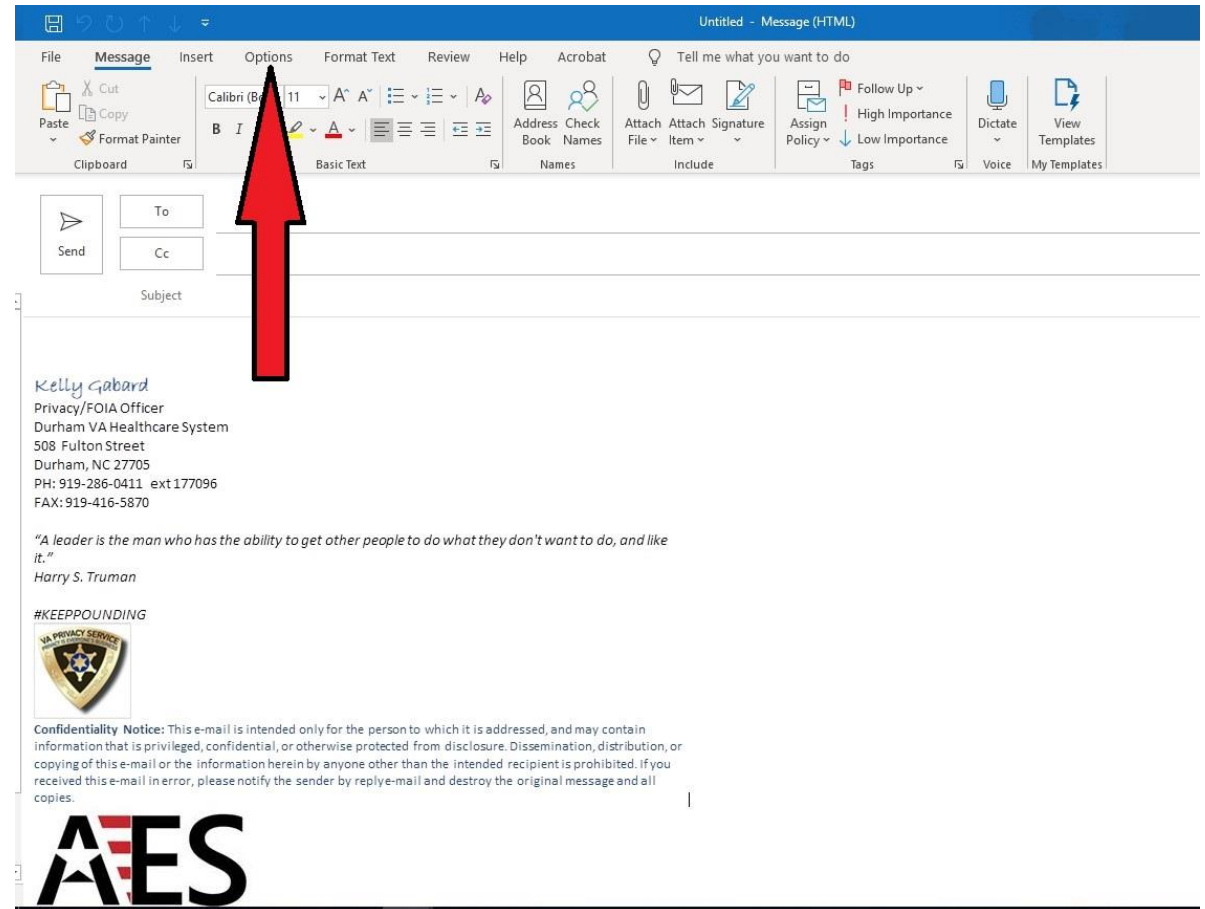 Untitled - Message (HTML)
File Message Insert Options Format Text Review Help Acrobat Tell me what you want to do
Paste
Cut
Copy
Format Painter
Clipboard
Calibri (Bo 11
B I
Basic Text
Address Book
Check Names
Names
Attach File
Attach Item
Signature
Include
Assign Policy
Follow Up
High Importance
Low Importance
Tags
Dictate
Voice
View Templates
My Templates
Send
To
Cc
Subject
Kelly Gabard
Privacy/FOIA Officer
Durham VA Healthcare System
508 Fulton Street
Durham, NC 27705
PH: 919-286-0411 ext 177096
FAX: 919-416-5870
“A leader is the man who has the ability to get other people to do what they don't want to do, and like
it.”
Harry S. Truman
#KEEPPOUNDING
VA PRIVACY SERVICE
PRIVACY IS EVERYONE'S BUSINESS
Confidentiality Notice: This e-mail is intended only for the person to which it is addressed, and may contain
information that is privileged, confidential, or otherwise protected from disclosure. Dissemination, distribution, or
copying of this e-mail or the information herein by anyone other than the intended recipient is prohibited. If you
received this e-mail in error, please notify the sender by reply e-mail and destroy the original message and all
copies.
AES